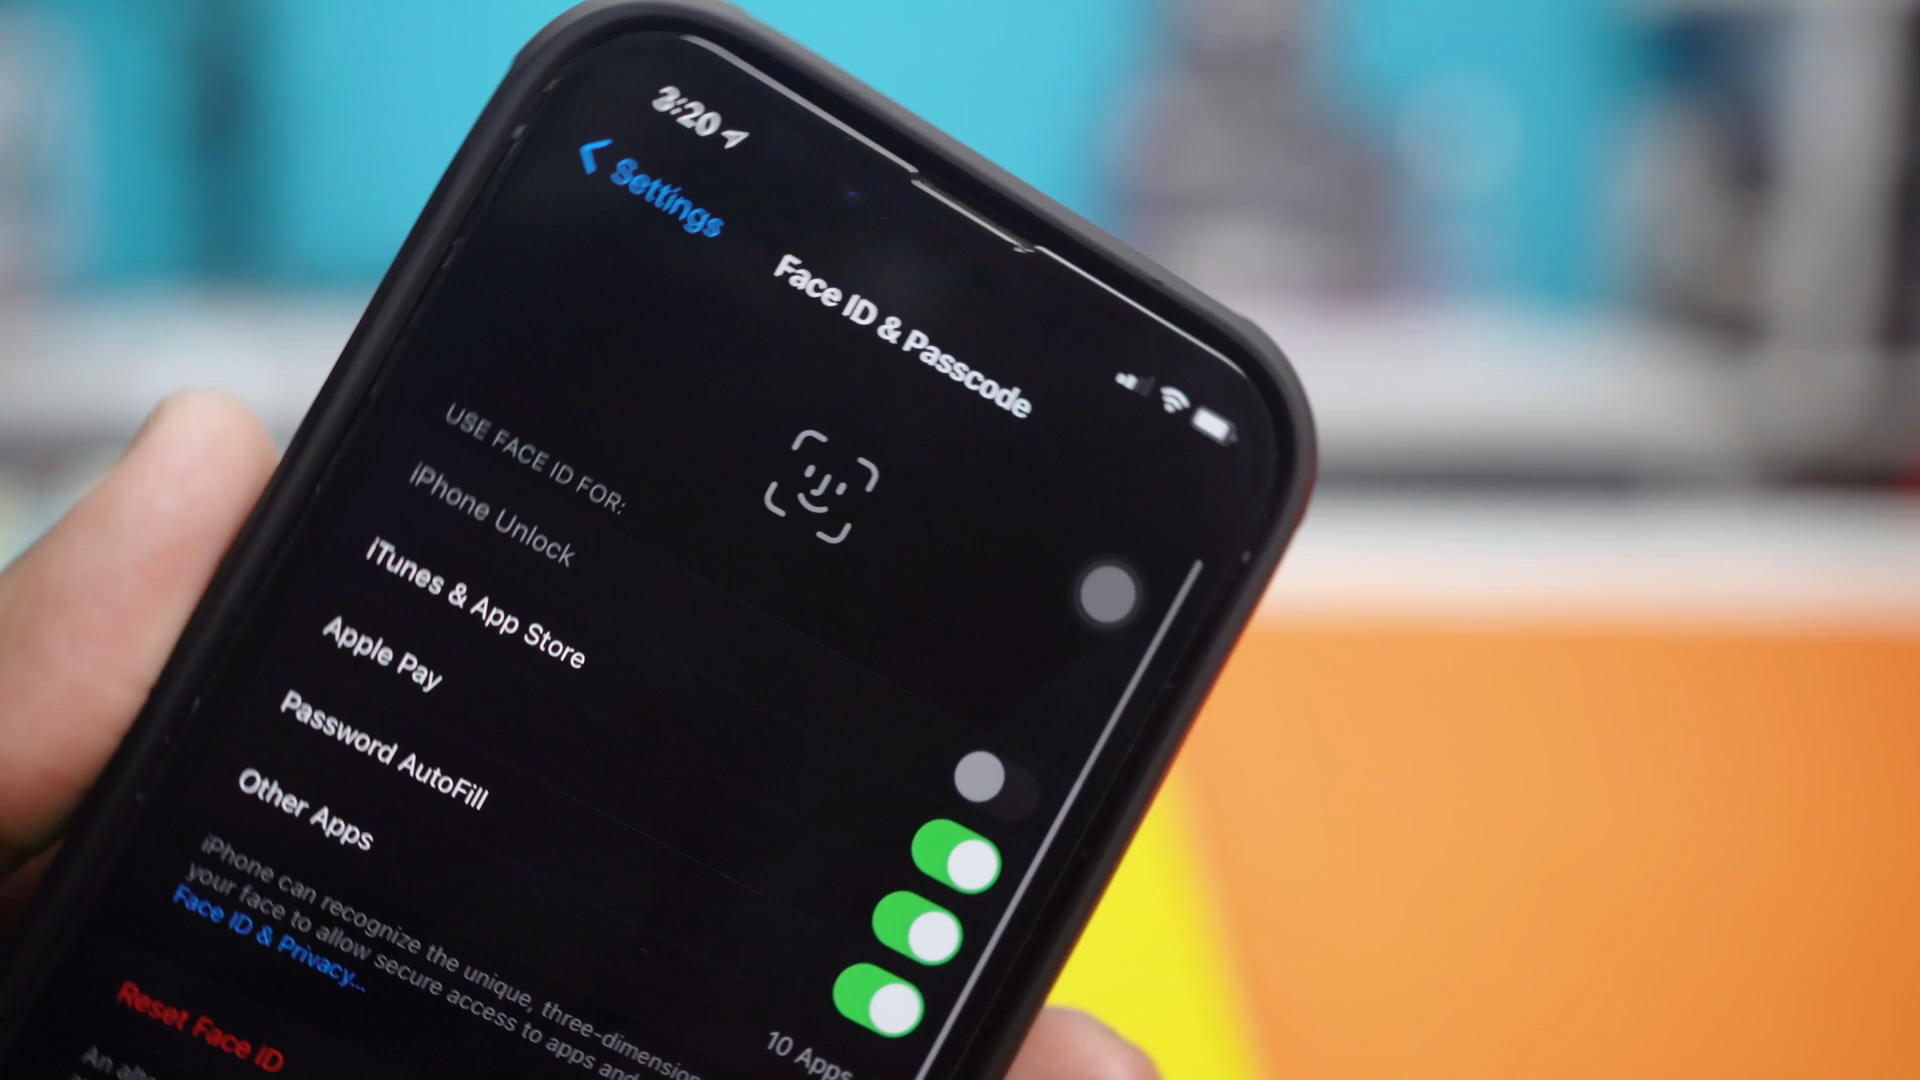 3:20
Settings
Face ID & Passcode
USE FACE ID FOR:
iPhone Unlock
iTunes & App Store
Apple Pay
Password AutoFill
Other Apps
10 Apps
iPhone can recognize the unique, three-dimension
your face to allow secure access to apps and
Face ID & Privacy...
Reset Face ID
An